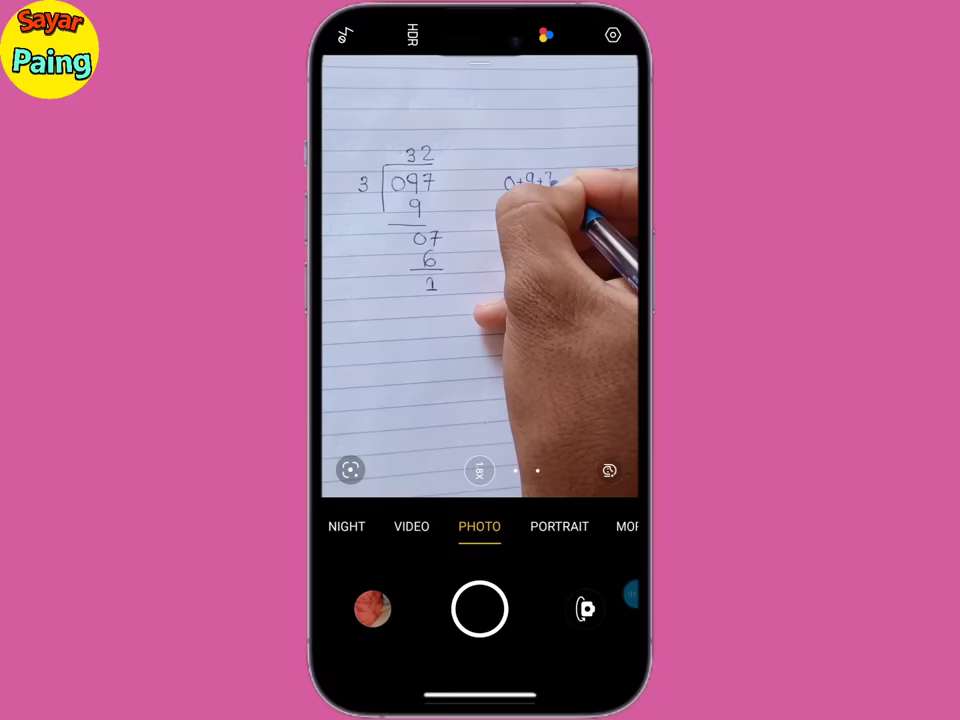 Sayar
Paing
HDR
32
3 097
9
07
6
1
0+9+7
1.8X
NIGHT VIDEO PHOTO PORTRAIT MOR